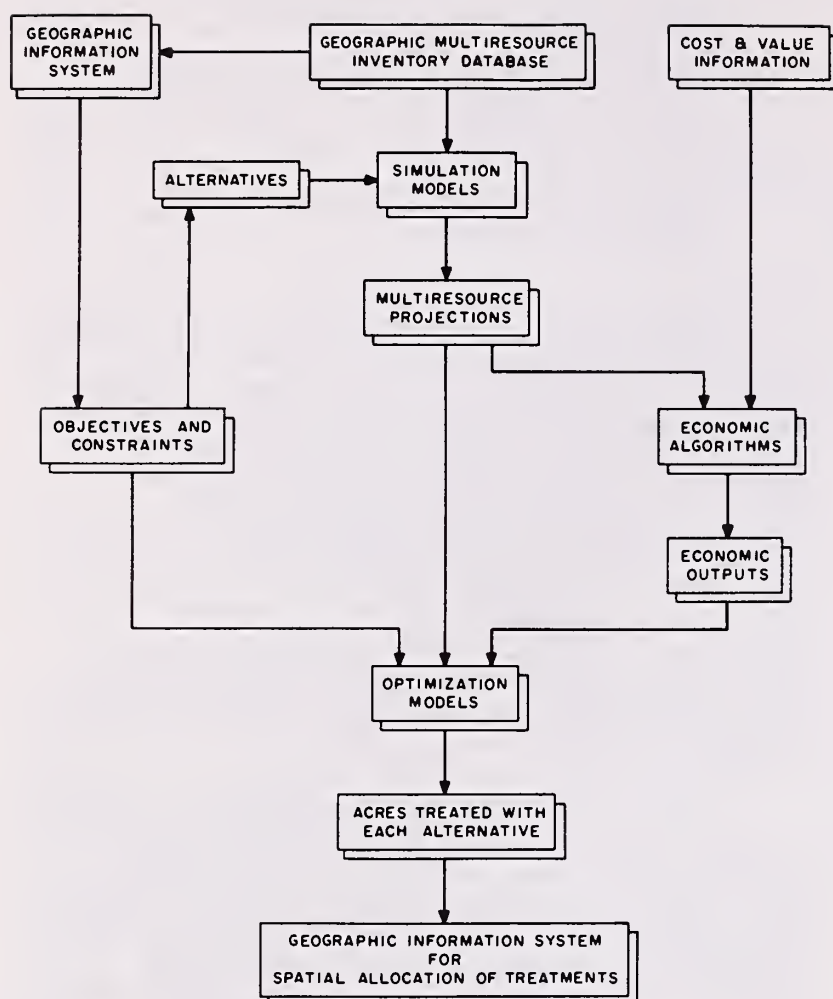 GEOGRAPHIC
INFORMATION
SYSTEM
GEOGRAPHIC MULTIRESOURCE
INVENTORY DATABASE
COST & VALUE
INFORMATION
ALTERNATIVES
SIMULATION
MODELS
MULTIRESOURCE
PROJECTIONS
OBJECTIVES AND
CONSTRAINTS
ECONOMIC
ALGORITHMS
ECONOMIC
OUTPUTS
OPTIMIZATION
MODELS
ACRES TREATED WITH
EACH ALTERNATIVE
GEOGRAPHIC INFORMATION SYSTEM
FOR
SPATIAL ALLOCATION OF TREATMENTS